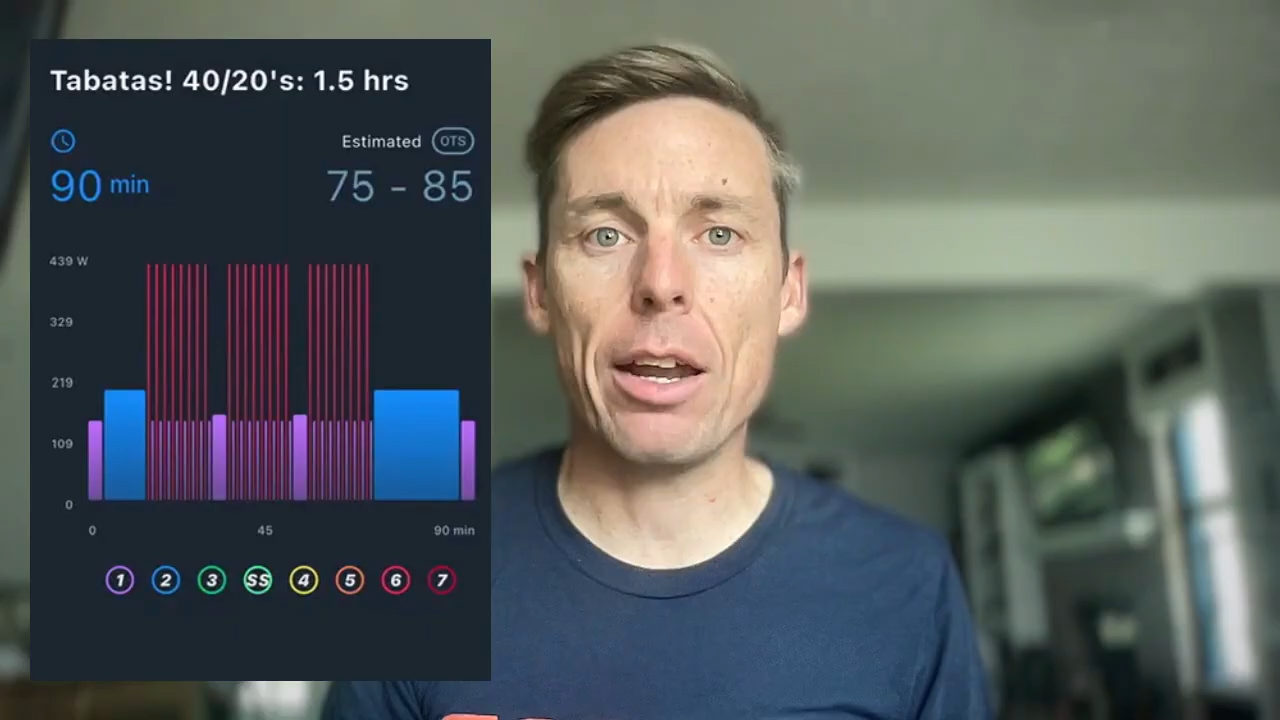 Tabatas! 40/20's: 1.5 hrs
Estimated OTS
90 min
75 - 85
439 W
329
219
109
0
0 45 90 min
1 2 3 SS 4 5 6 7